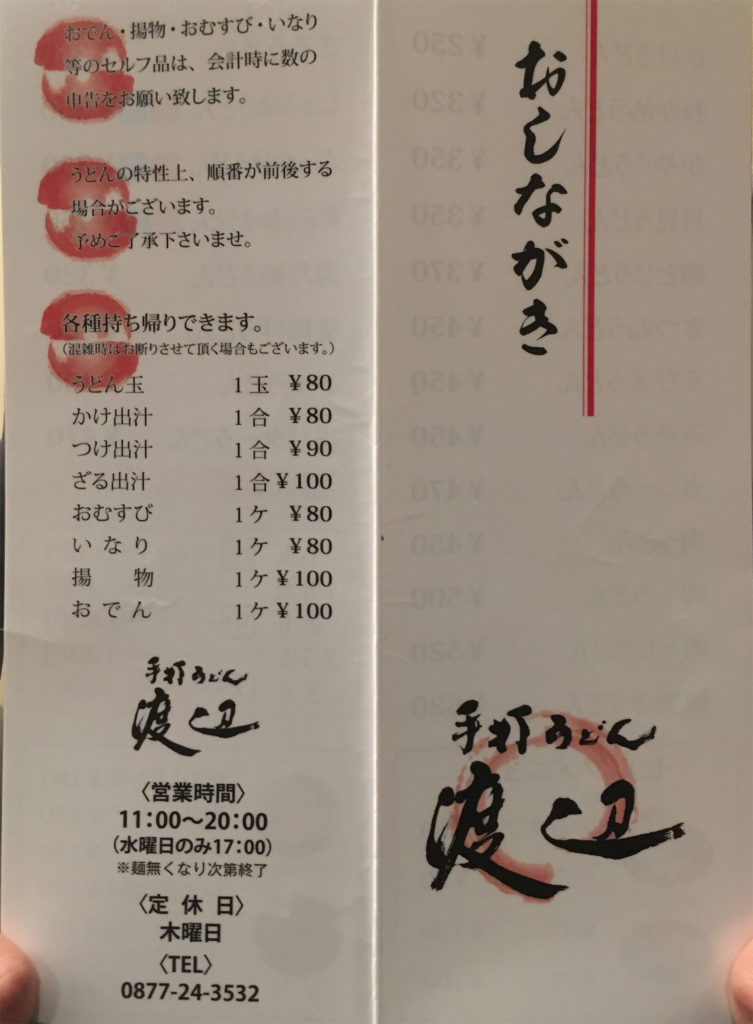 おでん・揚物・おむすび・いなり
等のセルフ品は、会計時に数の
申告をお願い致します。
うどんの特性上、順番が前後する
場合がございます。
予めご了承下さいませ。
各種持ち帰りできます。
（混雑時はお断りさせて頂く場合もございます。）
うどん玉 1玉 ¥80
かけ出汁 1合 ¥80
つけ出汁 1合 ¥90
ざる出汁 1合 ¥100
おむすび 1ケ ¥80
いなり 1ケ ¥80
揚物 1ケ ¥100
おでん 1ケ ¥100
手打うどん
渡辺
〈営業時間〉
11:00〜20:00
(水曜日のみ17:00)
※麺無くなり次第終了
〈定休日〉
木曜日
〈TEL〉
0877-24-3532
おしながき
手打うどん
渡辺